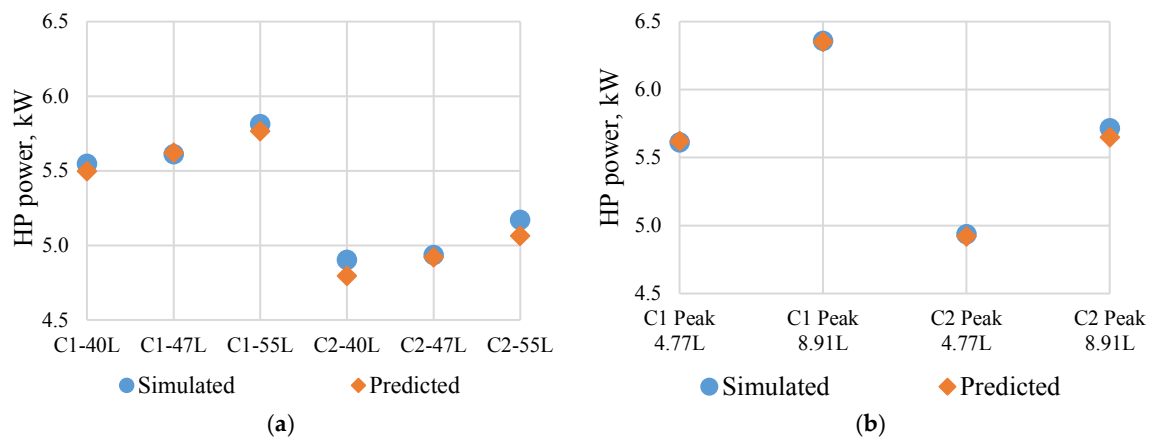 HP power, kW
6.5
6.0
5.5
5.0
4.5
C1-40L C1-47L C1-55L C2-40L C2-47L C2-55L
Simulated Predicted
(a)
HP power, kW
6.5
6.0
5.5
5.0
4.5
C1 Peak C1 Peak C2 Peak C2 Peak
4.77L 8.91L 4.77L 8.91L
Simulated Predicted
(b)